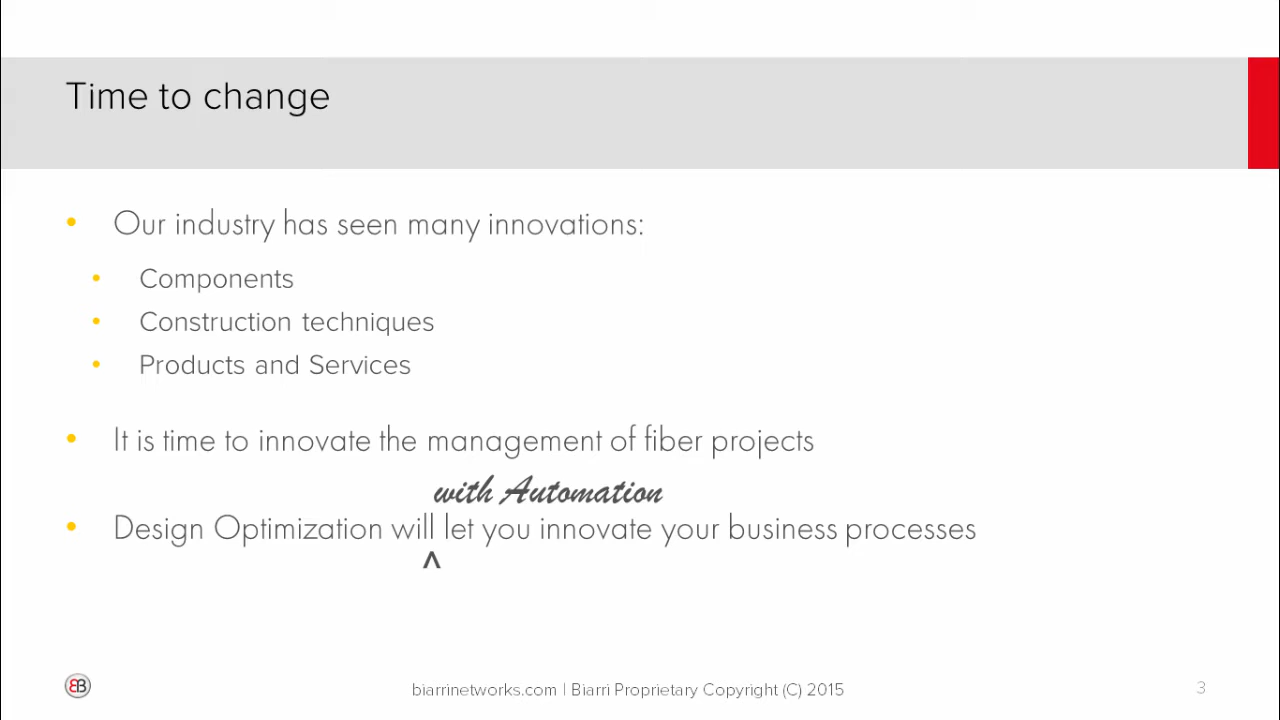 Time to change
• Our industry has seen many innovations:
• Components
• Construction techniques
• Products and Services
• It is time to innovate the management of fiber projects
with Automation
• Design Optimization will let you innovate your business processes
^
biarrinetworks.com | Biarri Proprietary Copyright (C) 2015
3